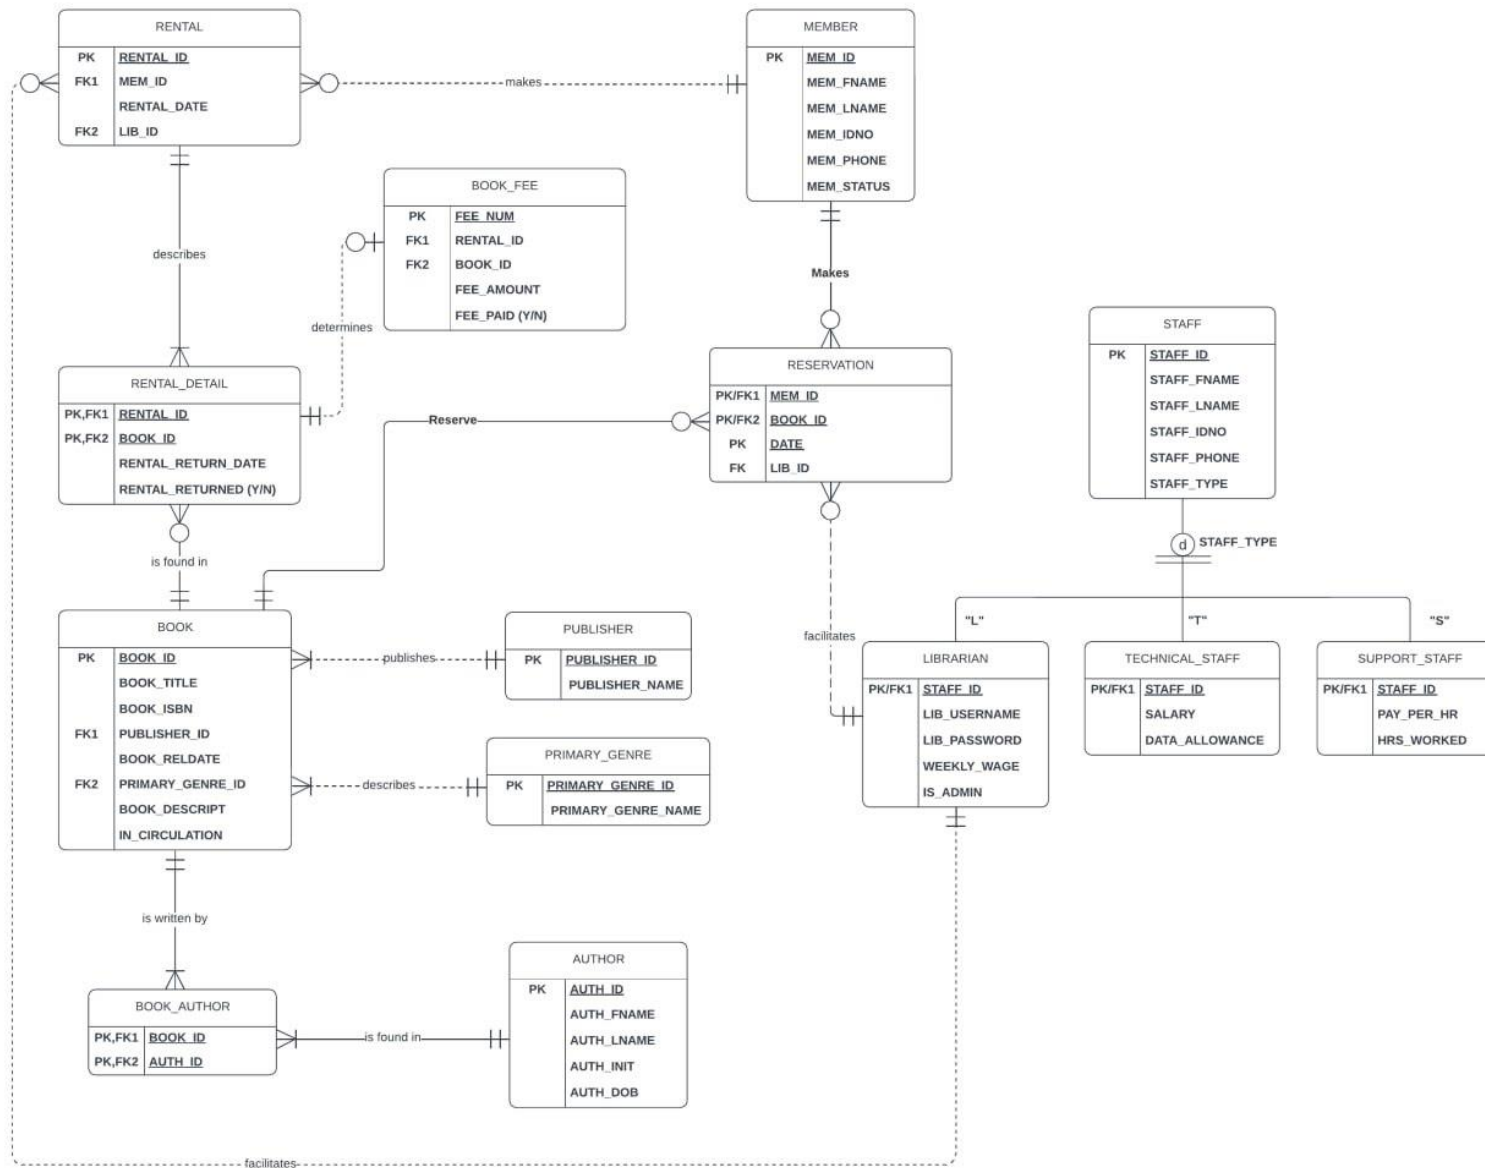 RENTAL
PK RENTAL_ID
FK1 MEM_ID
RENTAL_DATE
FK2 LIB_ID
makes
MEMBER
PK MEM_ID
MEM_FNAME
MEM_LNAME
MEM_IDNO
MEM_PHONE
MEM_STATUS
describes
BOOK_FEE
PK FEE_NUM
FK1 RENTAL_ID
FK2 BOOK_ID
FEE_AMOUNT
FEE_PAID (Y/N)
determines
Makes
RENTAL_DETAIL
PK,FK1 RENTAL_ID
PK,FK2 BOOK_ID
RENTAL_RETURN_DATE
RENTAL_RETURNED (Y/N)
Reserve
RESERVATION
PK/FK1 MEM_ID
PK/FK2 BOOK_ID
PK DATE
FK LIB_ID
STAFF
PK STAFF_ID
STAFF_FNAME
STAFF_LNAME
STAFF_IDNO
STAFF_PHONE
STAFF_TYPE
d STAFF_TYPE
is found in
BOOK
PK BOOK_ID
BOOK_TITLE
BOOK_ISBN
FK1 PUBLISHER_ID
BOOK_RELDATE
FK2 PRIMARY_GENRE_ID
BOOK_DESCRIPT
IN_CIRCULATION
publishes
PUBLISHER
PK PUBLISHER_ID
PUBLISHER_NAME
describes
PRIMARY_GENRE
PK PRIMARY_GENRE_ID
PRIMARY_GENRE_NAME
facilitates
"L"
"T"
"S"
LIBRARIAN
PK/FK1 STAFF_ID
LIB_USERNAME
LIB_PASSWORD
WEEKLY_WAGE
IS_ADMIN
TECHNICAL_STAFF
PK/FK1 STAFF_ID
SALARY
DATA_ALLOWANCE
SUPPORT_STAFF
PK/FK1 STAFF_ID
PAY_PER_HR
HRS_WORKED
is written by
BOOK_AUTHOR
PK,FK1 BOOK_ID
PK,FK2 AUTH_ID
is found in
AUTHOR
PK AUTH_ID
AUTH_FNAME
AUTH_LNAME
AUTH_INIT
AUTH_DOB
facilitates